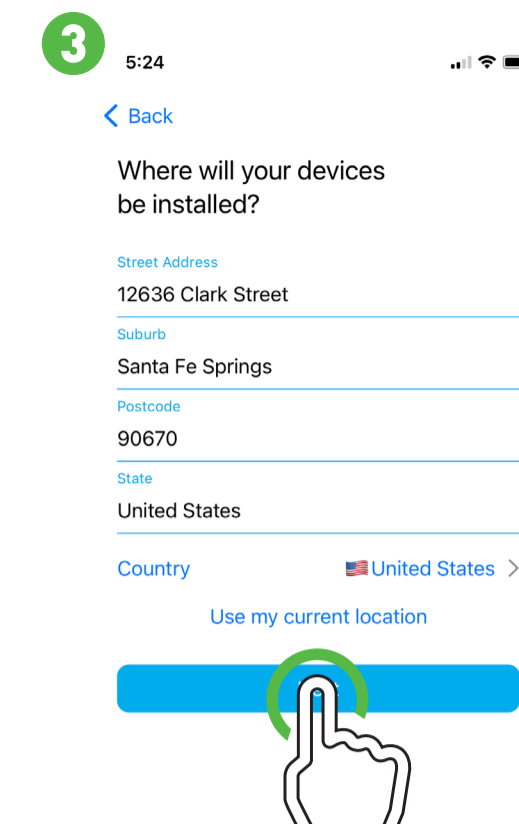 3
5:24
Back
Where will your devices
be installed?
Street Address
12636 Clark Street
Suburb
Santa Fe Springs
Postcode
90670
State
United States
Country United States
Use my current location